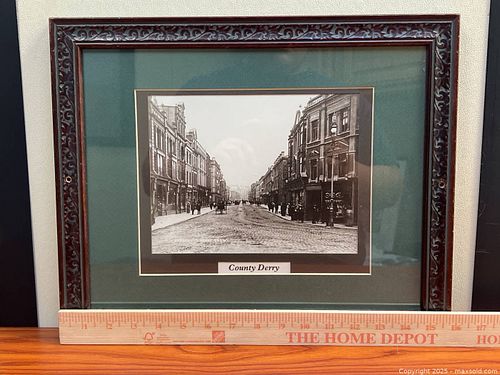 County Derry
THE HOME DEPOT
Copyright 2025 - maxsold.com